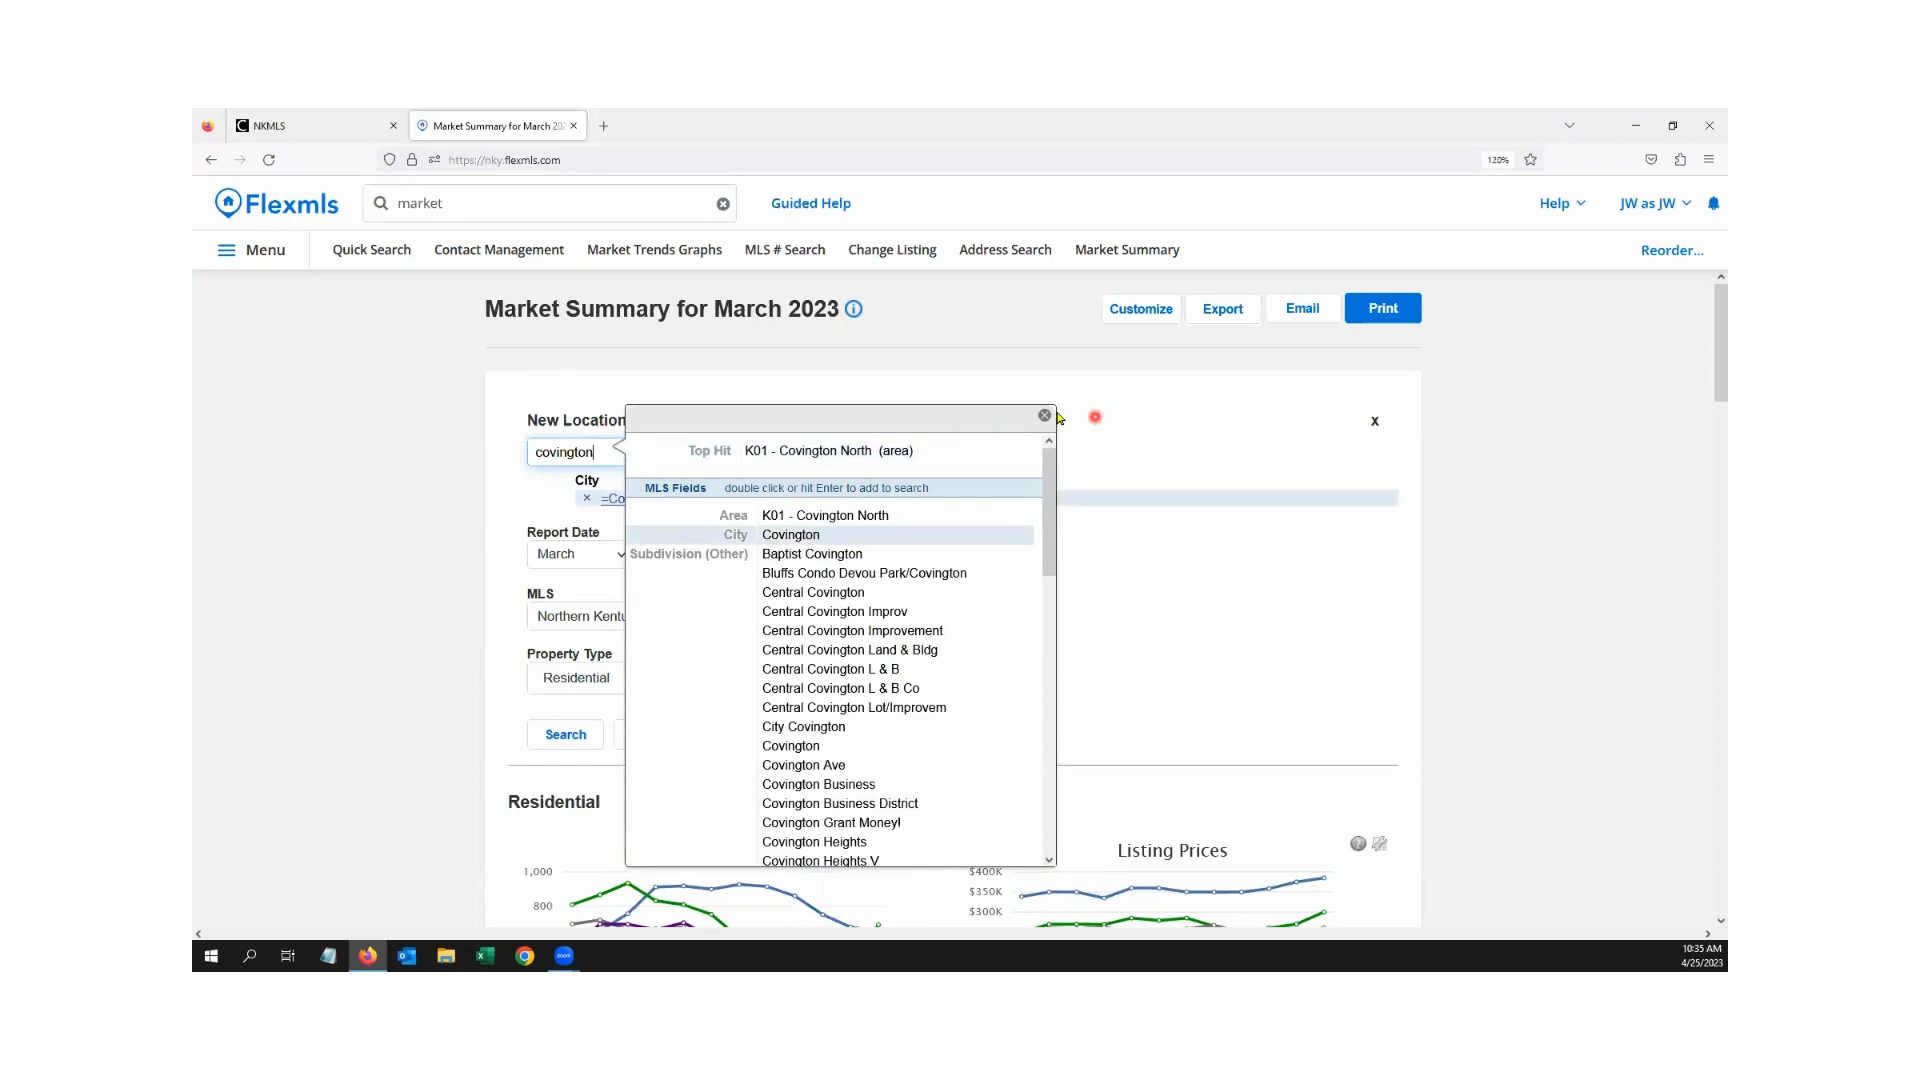 NKMLS
Market Summary for March 202
https://nky.flexmls.com
120%
Flexmls
market
Guided Help
Help
JW as JW
Menu
Quick Search
Contact Management
Market Trends Graphs
MLS # Search
Change Listing
Address Search
Market Summary
Reorder...
Market Summary for March 2023
Customize
Export
Email
Print
New Location
x
covington
City
× =Co
Report Date
March
MLS
Northern Kentu
Property Type
Residential
Search
Top Hit K01 - Covington North (area)
MLS Fields double click or hit Enter to add to search
Area K01 - Covington North
City Covington
Subdivision (Other) Baptist Covington
Bluffs Condo Devou Park/Covington
Central Covington
Central Covington Improv
Central Covington Improvement
Central Covington Land & Bldg
Central Covington L & B
Central Covington L & B Co
Central Covington Lot/Improvem
City Covington
Covington
Covington Ave
Covington Business
Covington Business District
Covington Grant Money!
Covington Heights
Covington Heights V
Residential
Listing Prices
1,000
800
$400K
$350K
$300K
zoom
10:35 AM
4/25/2023